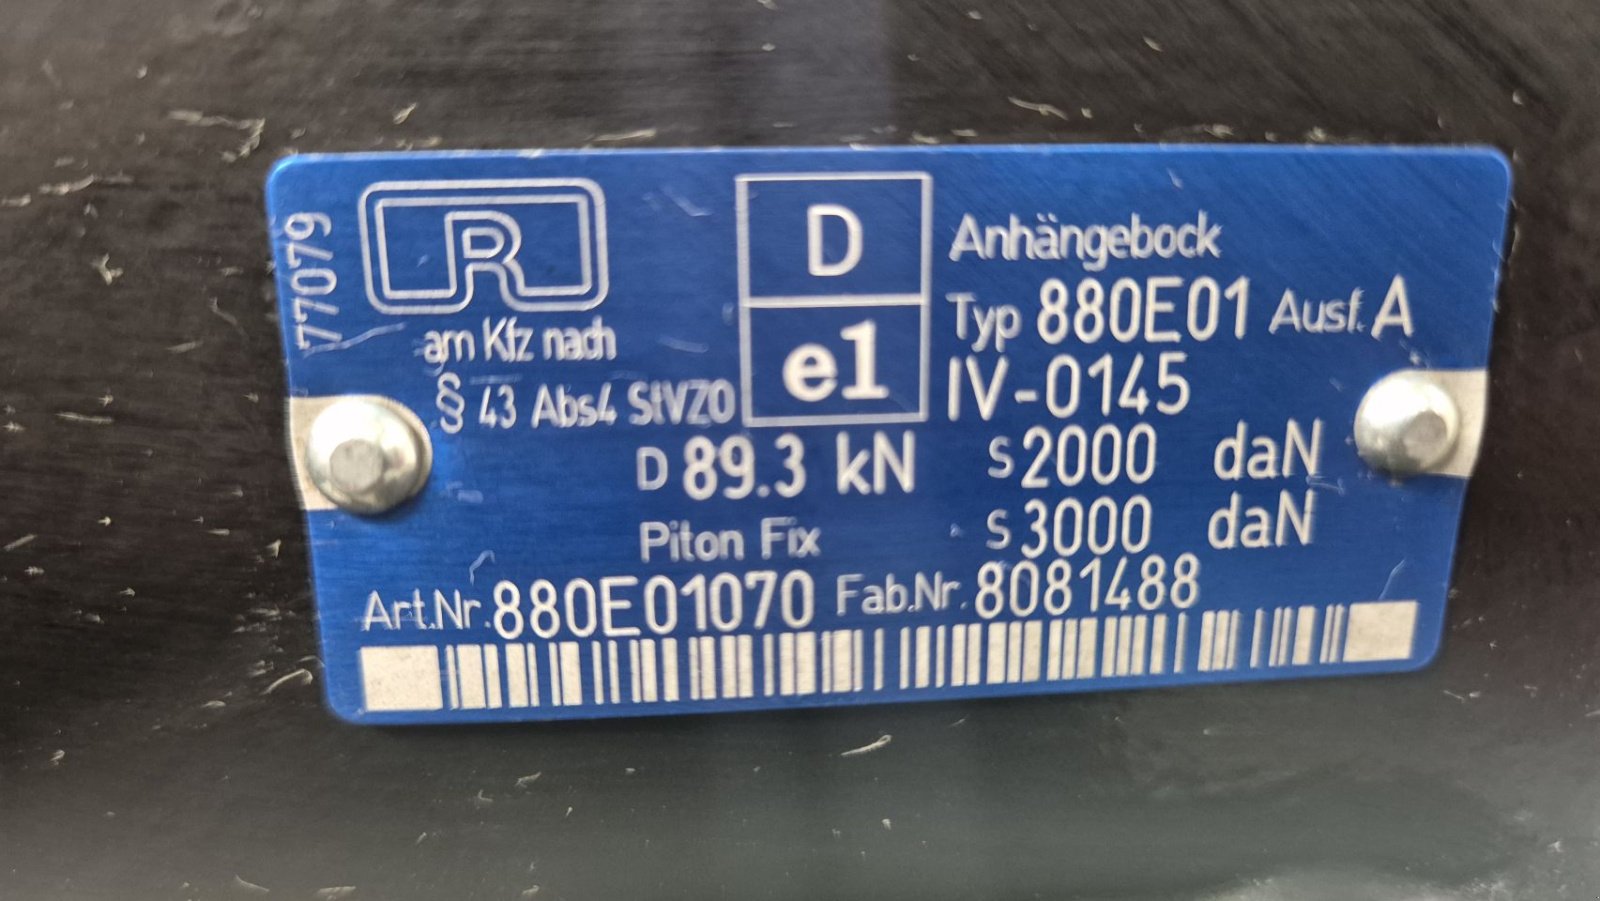 77079
R
am Kfz nach
§ 43 Abs4 StVZO
D
e1
Anhängebock
Typ 880E01 Ausf. A
IV-0145
D 89.3 kN s 2000 daN
Piton Fix s 3000 daN
Art.Nr. 880E01070 Fab.Nr. 8081488